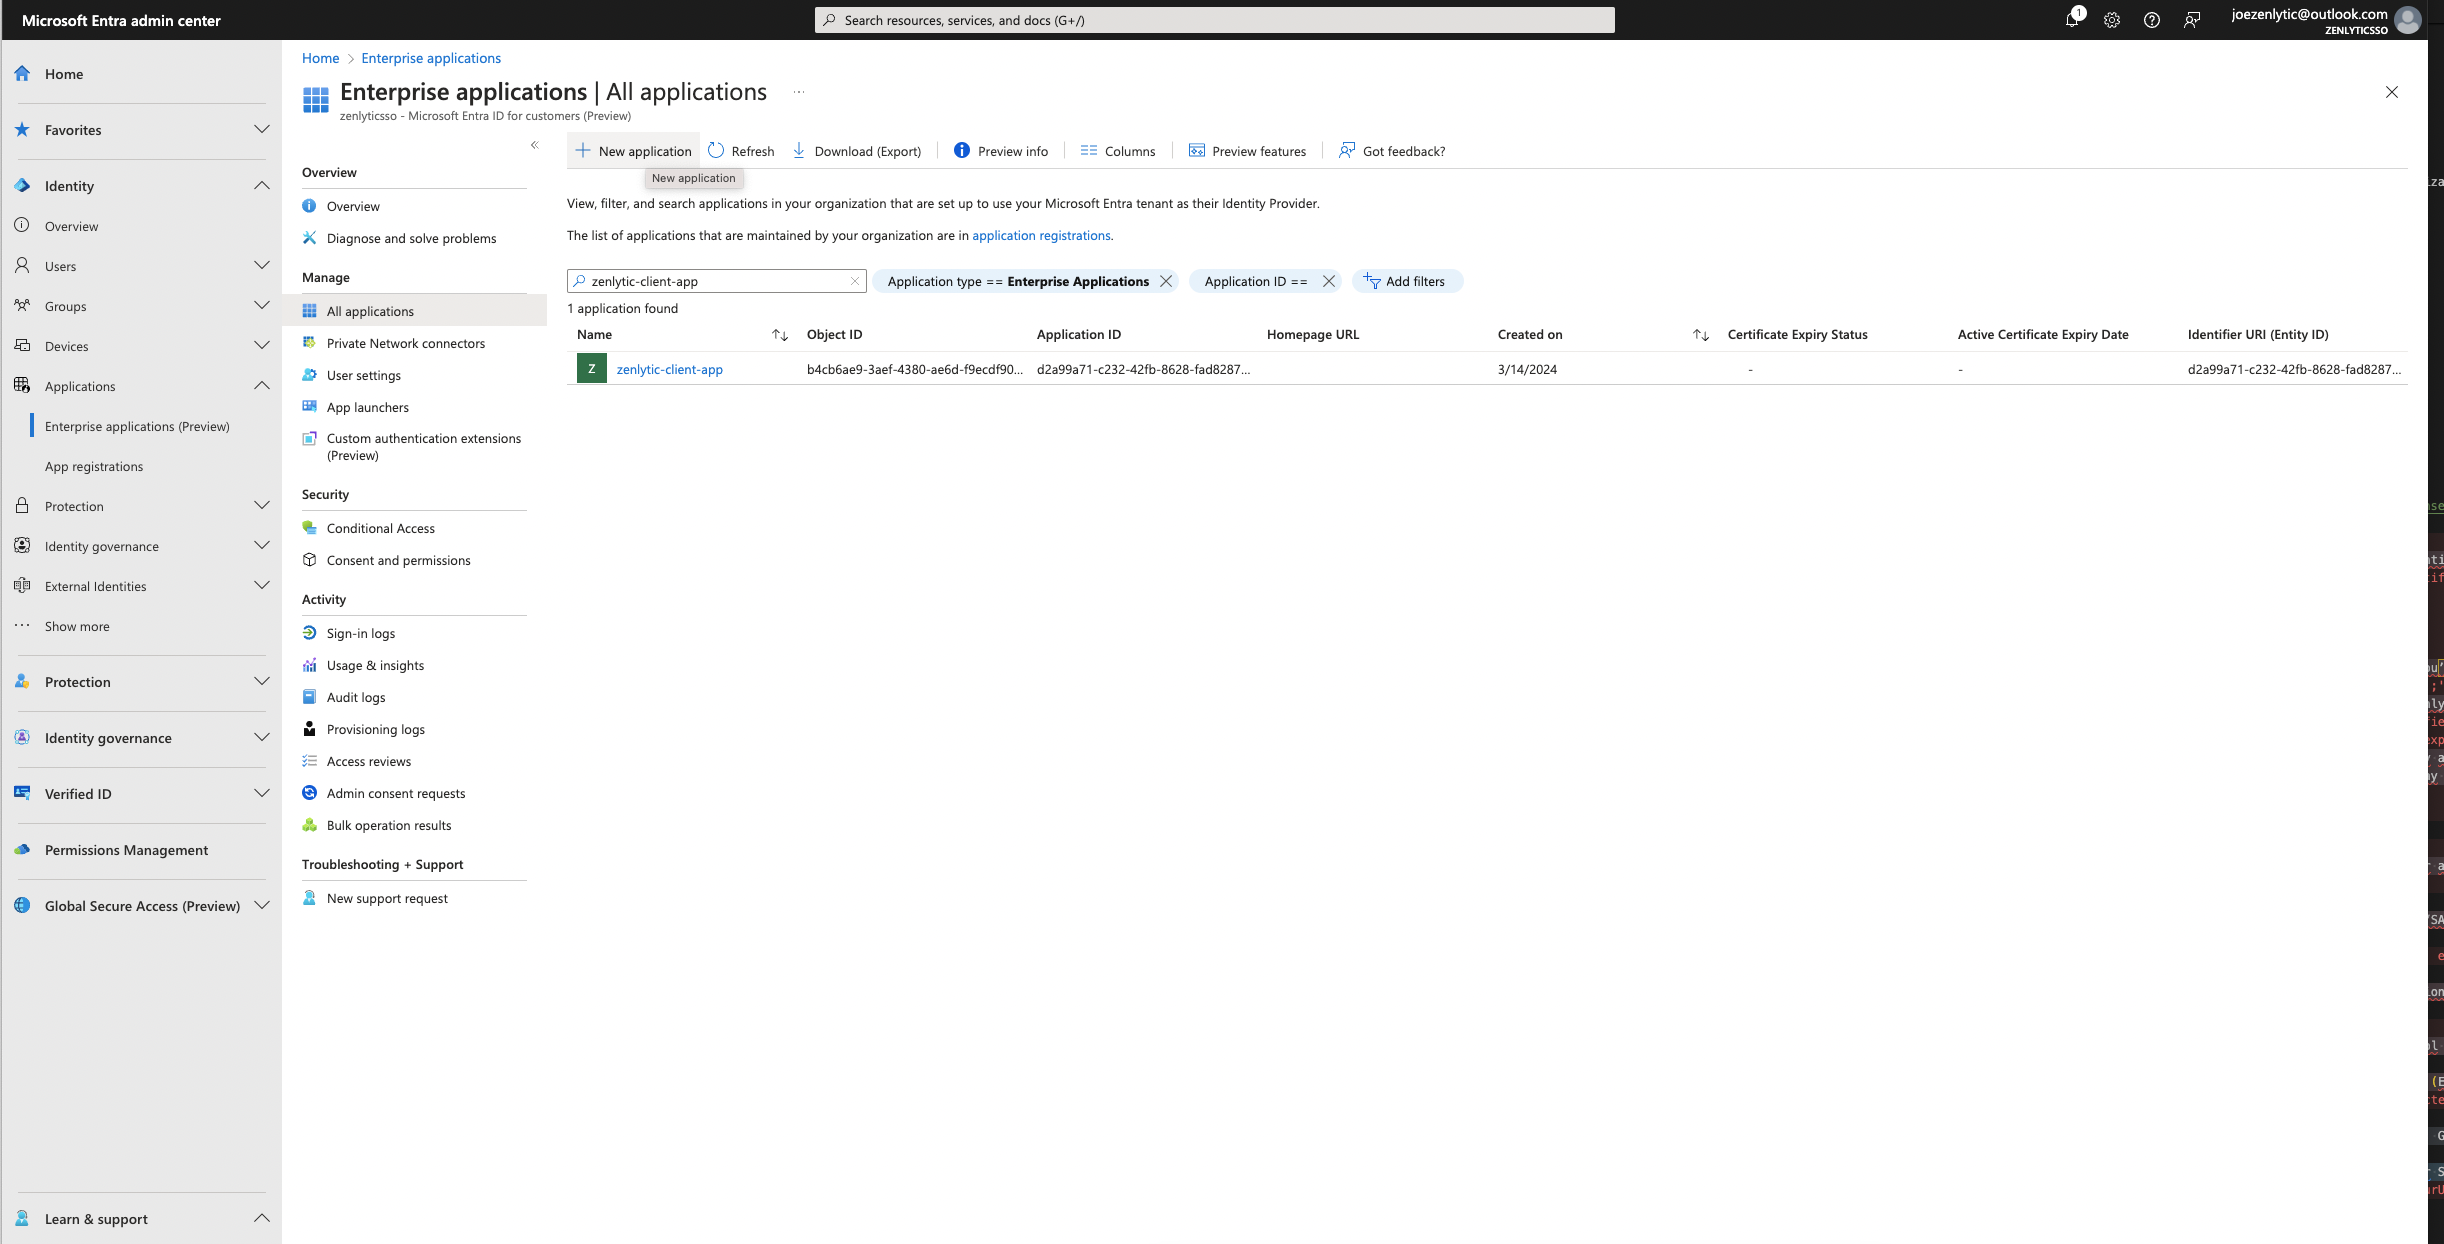 Microsoft Entra admin center
Search resources, services, and docs (G+/)
1
joezenlytic@outlook.com
ZENLYTICSSO
Home
Favorites
Identity
Overview
Users
Groups
Devices
Applications
Enterprise applications (Preview)
App registrations
Protection
Identity governance
External Identities
Show more
Protection
Identity governance
Verified ID
Permissions Management
Global Secure Access (Preview)
Learn & support
Home > Enterprise applications
Enterprise applications | All applications
zenlyticsso - Microsoft Entra ID for customers (Preview)
Overview
Overview
Diagnose and solve problems
Manage
All applications
Private Network connectors
User settings
App launchers
Custom authentication extensions
(Preview)
Security
Conditional Access
Consent and permissions
Activity
Sign-in logs
Usage & insights
Audit logs
Provisioning logs
Access reviews
Admin consent requests
Bulk operation results
Troubleshooting + Support
New support request
New application Refresh Download (Export) Preview info Columns Preview features Got feedback?
New application
View, filter, and search applications in your organization that are set up to use your Microsoft Entra tenant as their Identity Provider.
The list of applications that are maintained by your organization are in application registrations.
zenlytic-client-app Application type == Enterprise Applications Application ID == Add filters
1 application found
Name Object ID Application ID Homepage URL Created on Certificate Expiry Status Active Certificate Expiry Date Identifier URI (Entity ID)
Z zenlytic-client-app b4cb6ae9-3aef-4380-ae6d-f9ecdf90... d2a99a71-c232-42fb-8628-fad8287... 3/14/2024 - - d2a99a71-c232-42fb-8628-fad8287...